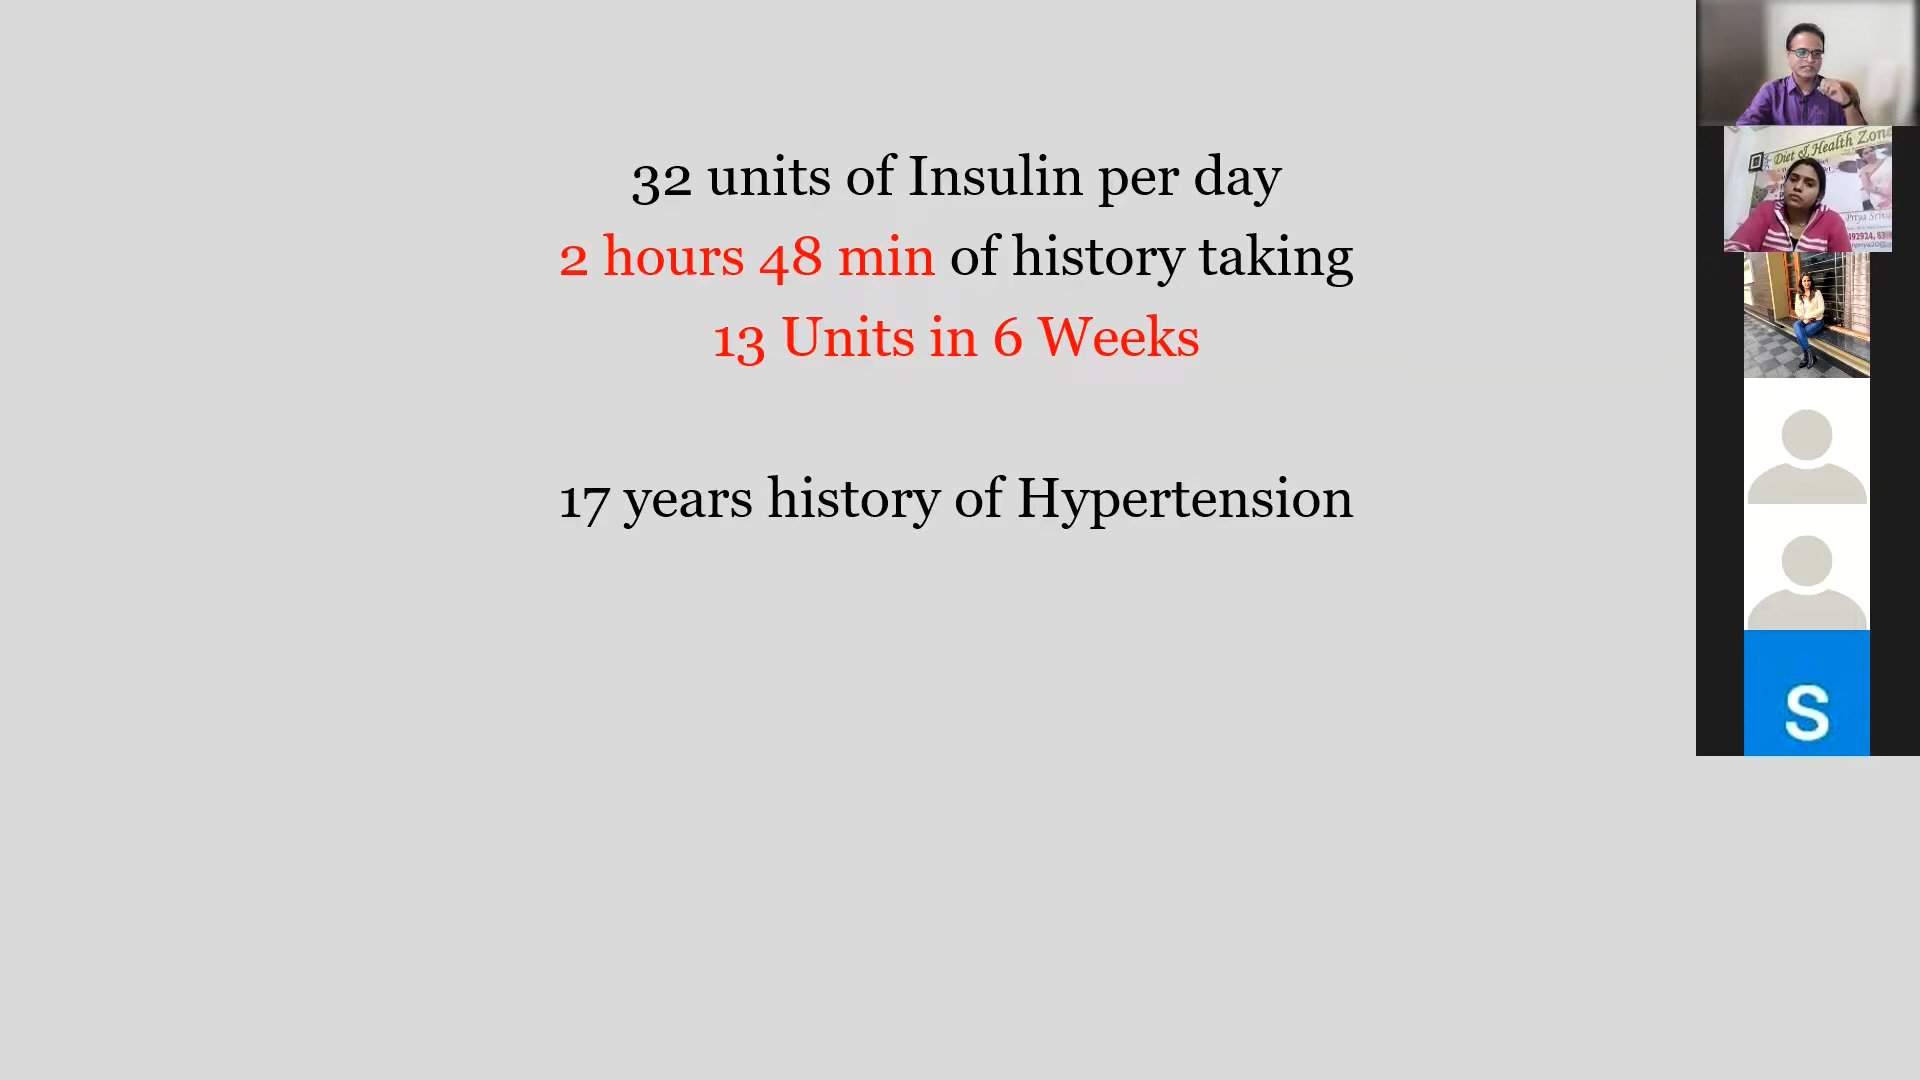 32 units of Insulin per day
2 hours 48 min of history taking
13 Units in 6 Weeks
17 years history of Hypertension
Diet & Health Zone
Priya
S